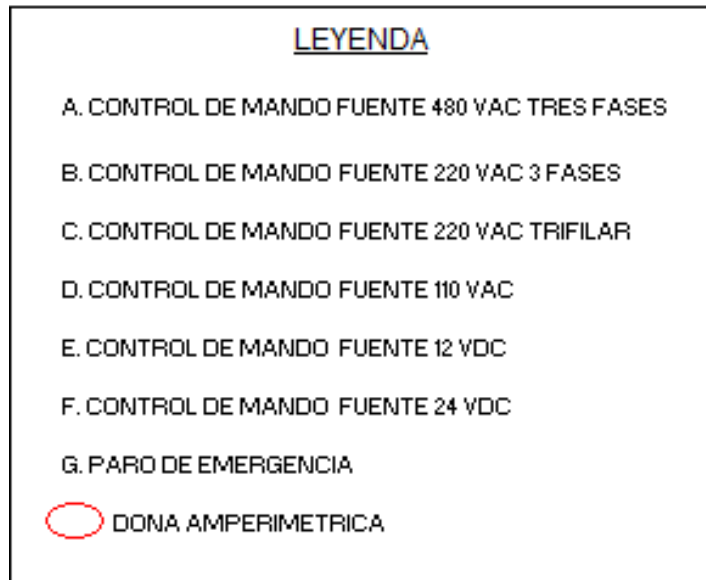 LEYENDA
A. CONTROL DE MANDO FUENTE 480 VAC TRES FASES
B. CONTROL DE MANDO FUENTE 220 VAC 3 FASES
C. CONTROL DE MANDO FUENTE 220 VAC TRIFILAR
D. CONTROL DE MANDO FUENTE 110 VAC
E. CONTROL DE MANDO FUENTE 12 VDC
F. CONTROL DE MANDO FUENTE 24 VDC
G. PARO DE EMERGENCIA
DONA AMPERIMETRICA